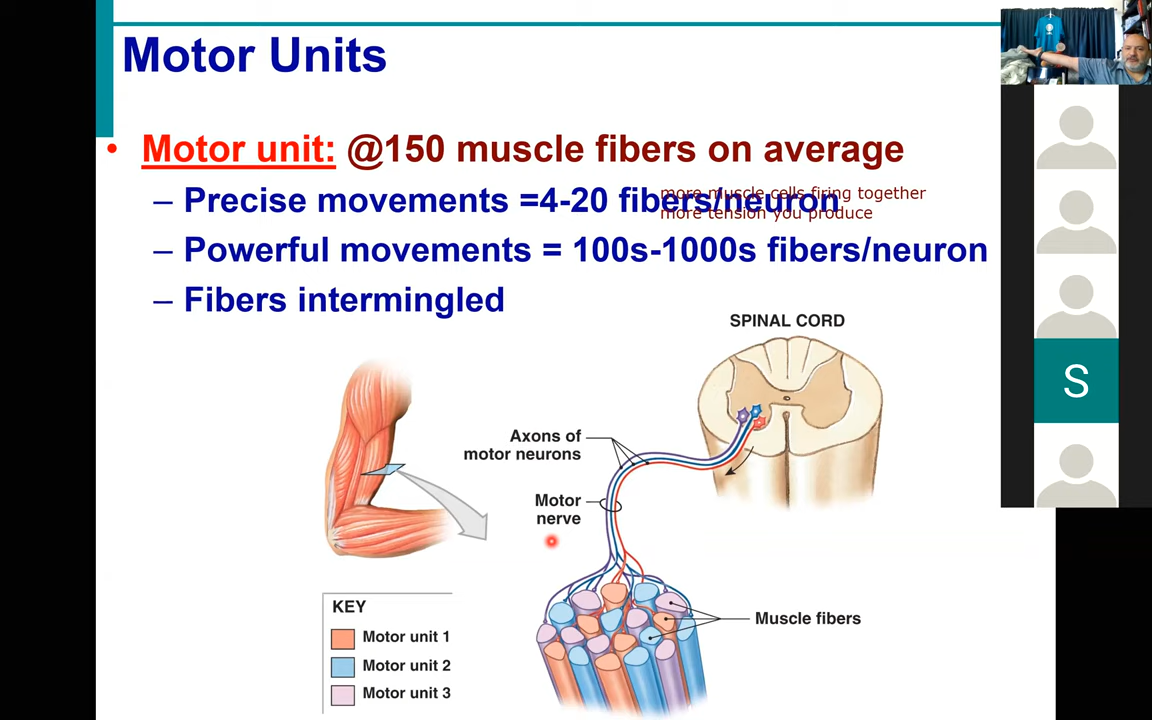 Motor Units
• Motor unit: @150 muscle fibers on average
– Precise movements =4-20 fibers/neuron
more muscle cells firing together
more tension you produce
– Powerful movements = 100s-1000s fibers/neuron
– Fibers intermingled
SPINAL CORD
Axons of
motor neurons
Motor
nerve
Muscle fibers
KEY
Motor unit 1
Motor unit 2
Motor unit 3
S